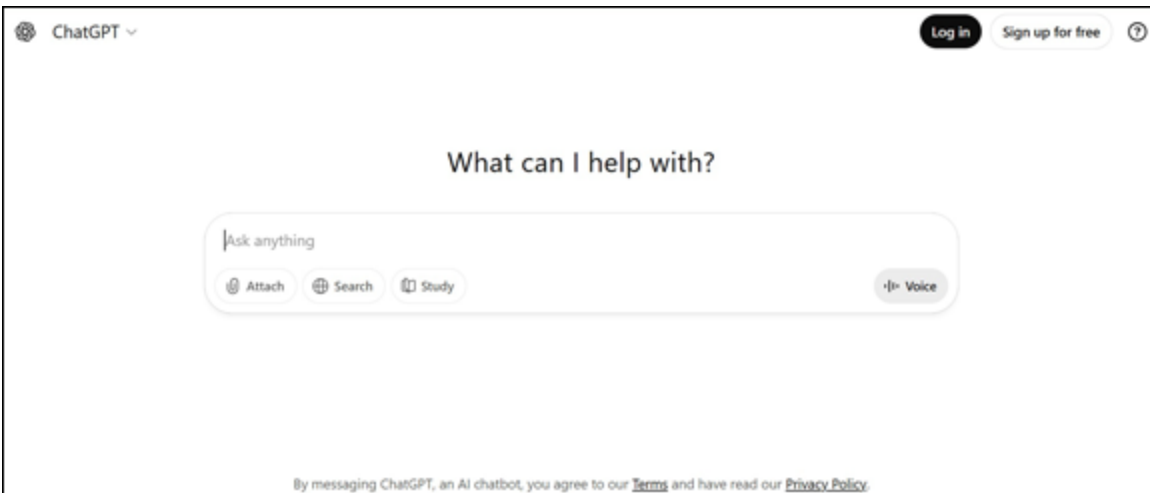 ChatGPT
Log in
Sign up for free
?
What can I help with?
Ask anything
Attach
Search
Study
Voice
By messaging ChatGPT, an AI chatbot, you agree to our Terms and have read our Privacy Policy.